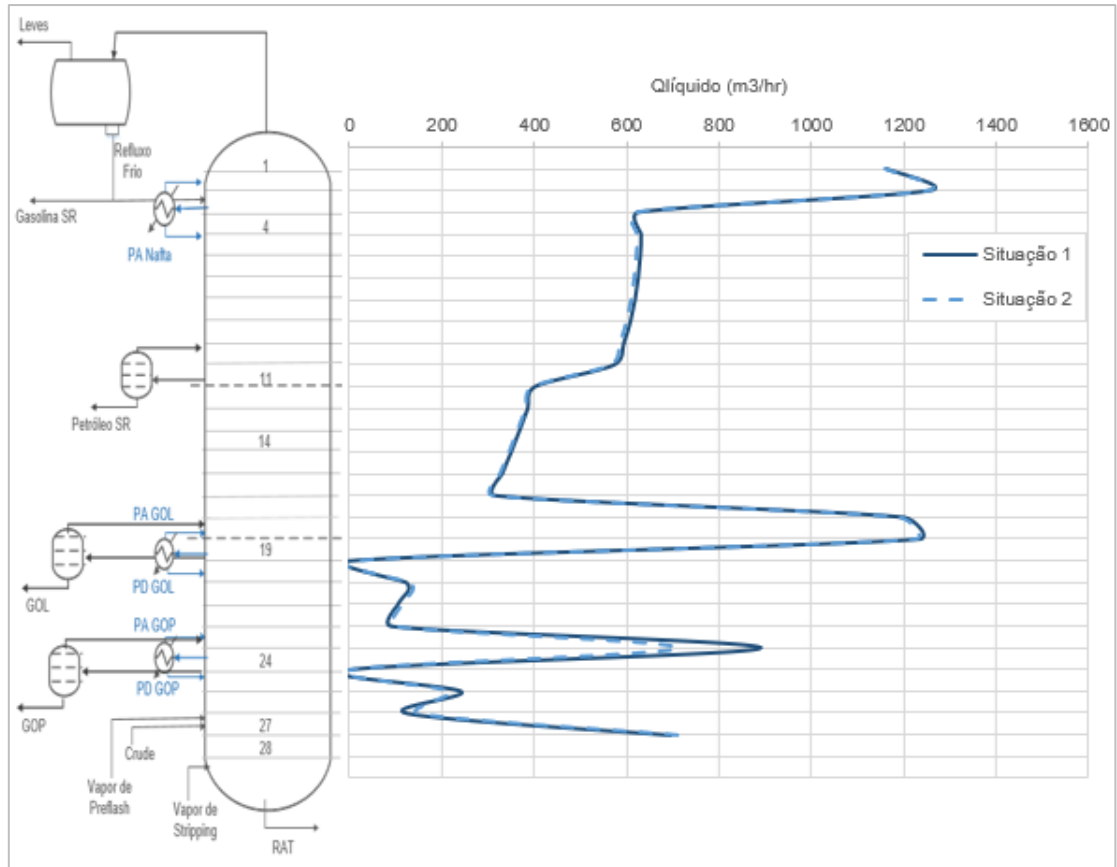 Leves
Qlíquido (m3/hr)
0 200 400 600 800 1000 1200 1400 1600
Refluxo
Frio
1
Gasolina SR
4
PA Nafta
Situação 1
Situação 2
11
Petróleo SR
14
PA GOL
19
GOL
PD GOL
PA GOP
24
PD GOP
GOP
27
Crude
28
Vapor de
Preflash
Vapor de
Stripping
RAT